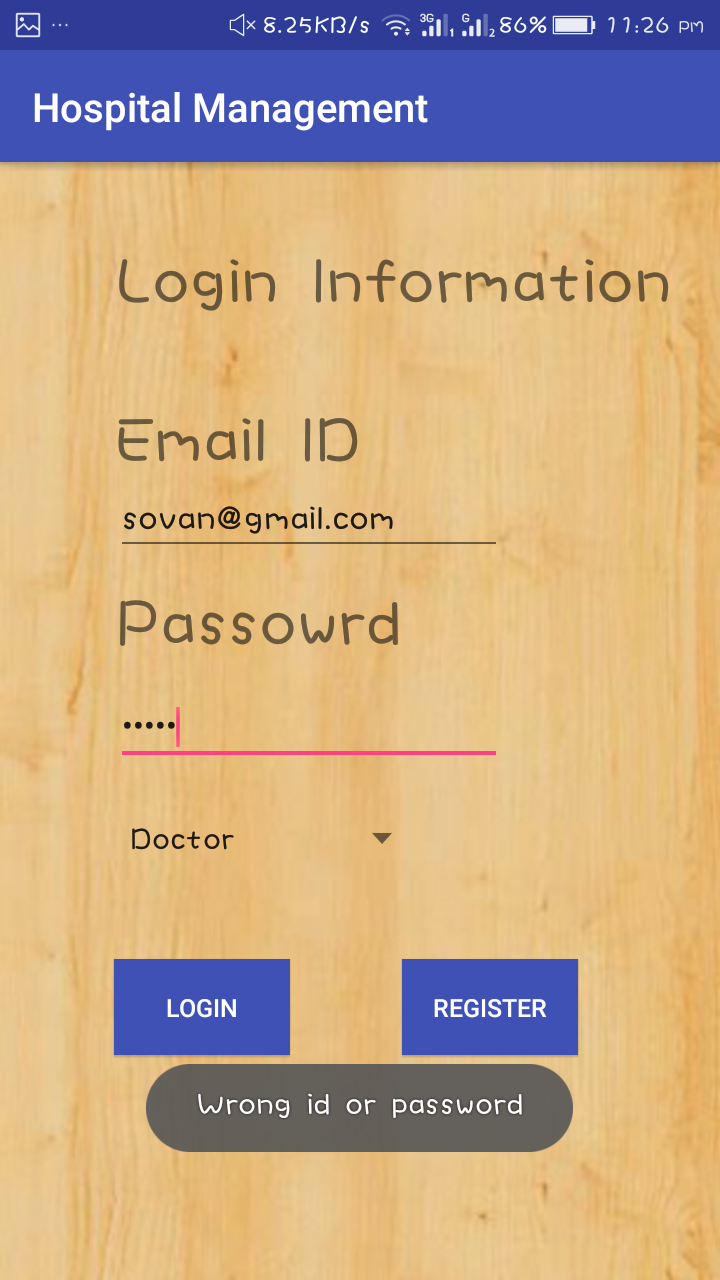 ... 8.25KB/s 3G 1 G 2 86% 11:26 pm
Hospital Management
Login Information
Email ID
sovan@gmail.com
Passowrd
•••••
Doctor
LOGIN REGISTER
Wrong id or password